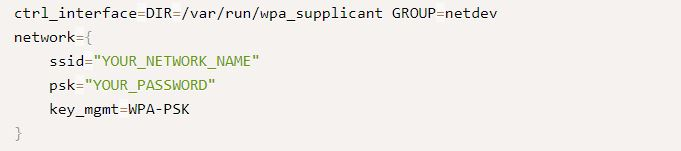 ctrl_interface=DIR=/var/run/wpa_supplicant GROUP=netdev
network={
    ssid="YOUR_NETWORK_NAME"
    psk="YOUR_PASSWORD"
    key_mgmt=WPA-PSK
}